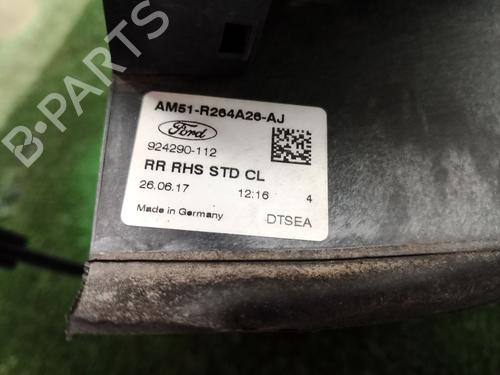 B-PARTS
AM51-R264A26-AJ
Ford
924290-112
RR RHS STD CL
26.06.17 12:16 4
Made in Germany
DTSEA